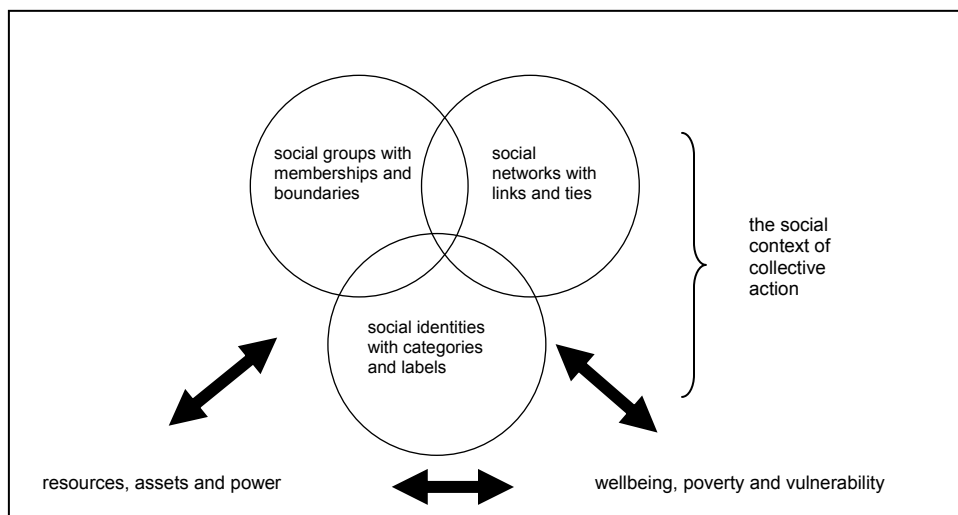 social groups with
memberships and
boundaries
social
networks with
links and ties
the social
context of
collective
action
social identities
with categories
and labels
resources, assets and power
wellbeing, poverty and vulnerability